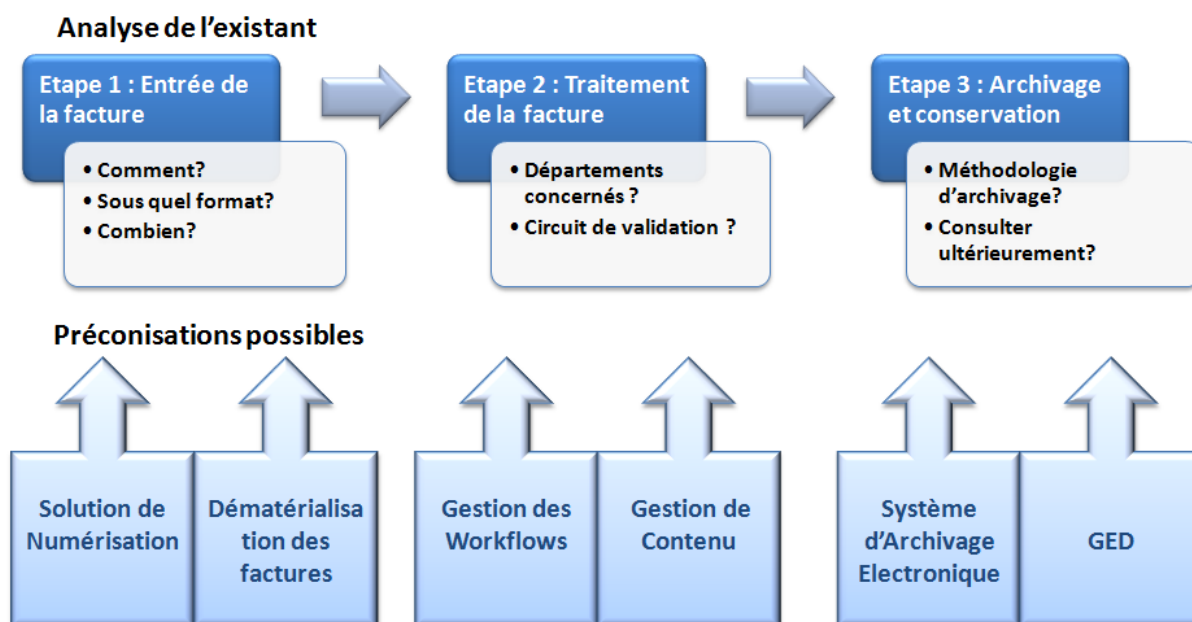 Analyse de l'existant
Etape 1 : Entrée de
la facture
• Comment?
• Sous quel format?
• Combien?
Etape 2 : Traitement
de la facture
• Départements
concernés ?
• Circuit de validation ?
Etape 3 : Archivage
et conservation
• Méthodologie
d'archivage?
• Consulter
ultérieurement?
Préconisations possibles
Solution de
Numérisation
Dématérialisa
tion des
factures
Gestion des
Workflows
Gestion de
Contenu
Système
d'Archivage
Electronique
GED